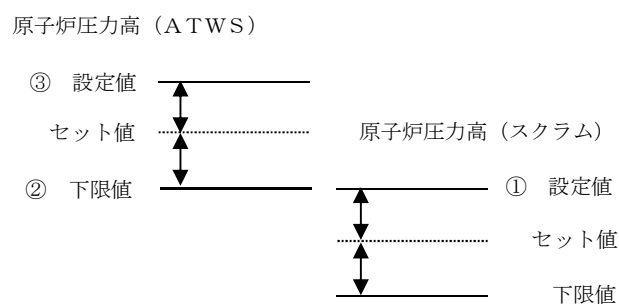 原子炉圧力高（ＡＴＷＳ）
③ 設定値
セット値
② 下限値
原子炉圧力高（スクラム）
① 設定値
セット値
下限値